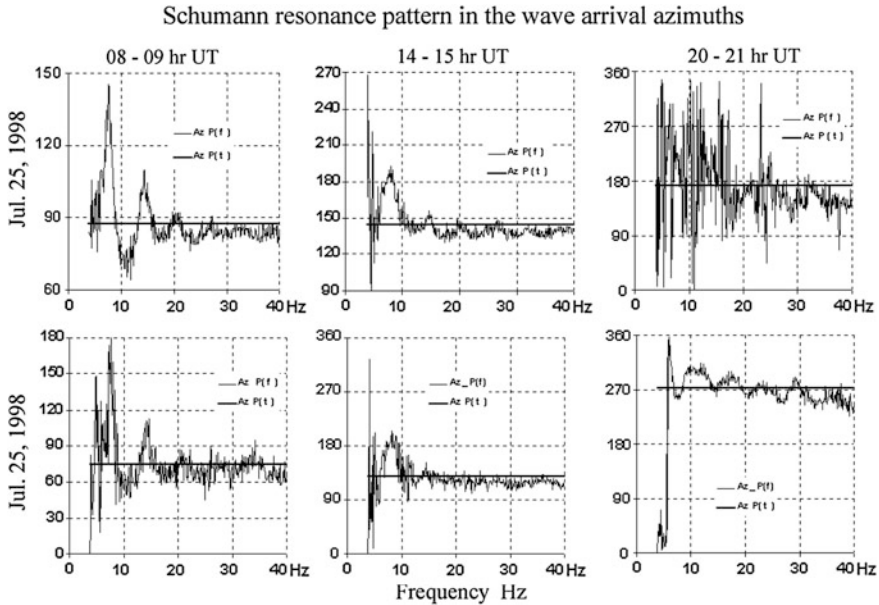 Schumann resonance pattern in the wave arrival azimuths
08 - 09 hr UT 14 - 15 hr UT 20 - 21 hr UT
Jul. 25, 1998
150
120
90
60
0 10 20 30 40 Hz
Az P(f)
Az P(t)
270
240
210
180
150
120
90
0 10 20 30 40 Hz
Az P(f)
Az P(t)
360
270
180
90
0
0 10 20 30 40 Hz
Az P(f)
Az P(t)
Jul. 25, 1998
180
150
120
90
60
30
0
0 10 20 30 40 Hz
Az P(f)
Az P(t)
360
270
180
90
0
0 10 20 30 40 Hz
Az_P(f)
Az P(t)
360
270
180
90
0
0 10 20 30 40 Hz
Az_P(f)
Az P(t)
Frequency Hz